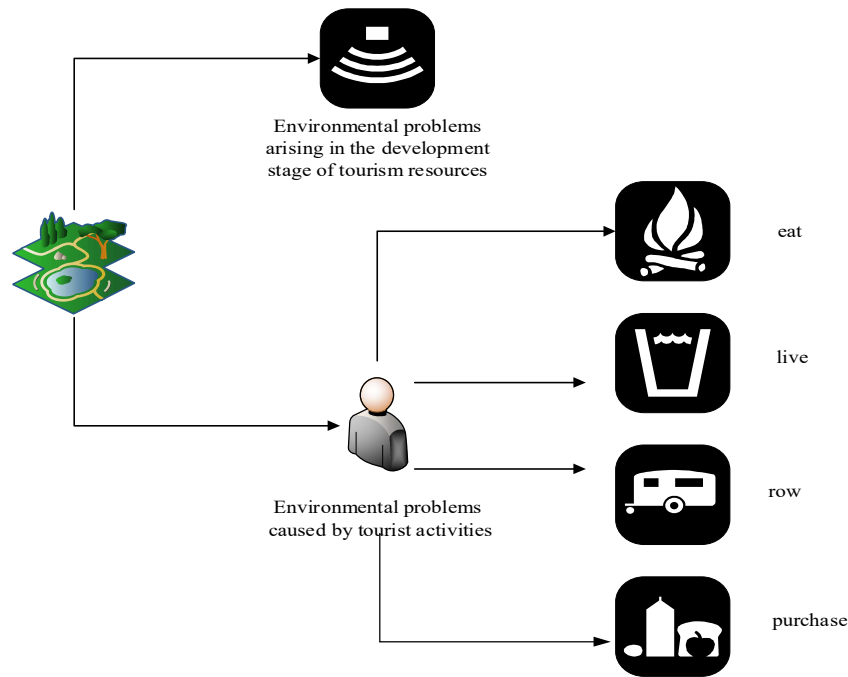 Environmental problems
arising in the development
stage of tourism resources
eat
live
row
Environmental problems
caused by tourist activities
purchase